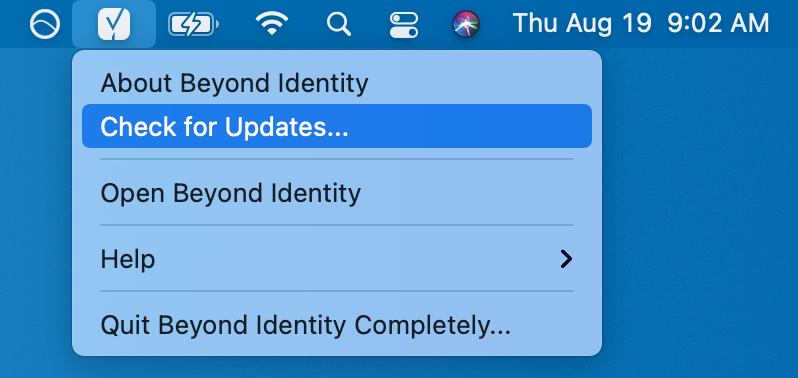 Thu Aug 19 9:02 AM
About Beyond Identity
Check for Updates...
Open Beyond Identity
Help
Quit Beyond Identity Completely...